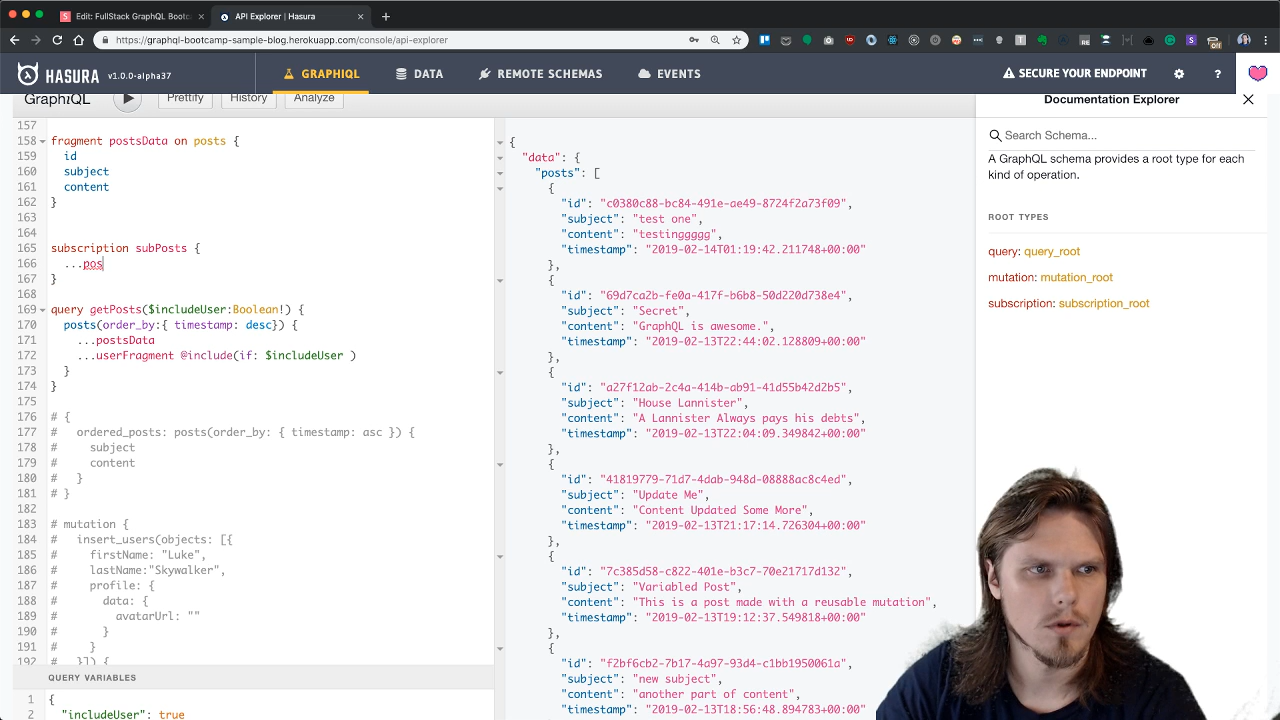 Edit: FullStack GraphQL Bootc
API Explorer | Hasura
https://graphql-bootcamp-sample-blog.herokuapp.com/console/api-explorer
HASURA v1.0.0-alpha37
GRAPHIQL
DATA
REMOTE SCHEMAS
EVENTS
SECURE YOUR ENDPOINT
?
GraphiQL
Prettify
History
Analyze
157
158 fragment postsData on posts {
159 id
160 subject
161 content
162 }
163
164
165 subscription subPosts {
166 ...pos
167 }
168
169 query getPosts($includeUser:Boolean!) {
170 posts(order_by:{ timestamp: desc}) {
171 ...postsData
172 ...userFragment @include(if: $includeUser )
173 }
174 }
175
176 # {
177 # ordered_posts: posts(order_by: { timestamp: asc }) {
178 # subject
179 # content
180 # }
181 # }
182
183 # mutation {
184 # insert_users(objects: [{
185 # firstName: "Luke",
186 # lastName:"Skywalker",
187 # profile: {
188 # data: {
189 # avatarUrl: ""
190 # }
191 # }
192 # }]) {
QUERY VARIABLES
1 {
2 "includeUser": true
{
"data": {
"posts": [
{
"id": "c0380c88-bc84-491e-ae49-8724f2a73f09",
"subject": "test one",
"content": "testinggggg",
"timestamp": "2019-02-14T01:19:42.211748+00:00"
},
{
"id": "69d7ca2b-fe0a-417f-b6b8-50d220d738e4",
"subject": "Secret",
"content": "GraphQL is awesome.",
"timestamp": "2019-02-13T22:44:02.128809+00:00"
},
{
"id": "a27f12ab-2c4a-414b-ab91-41d55b42d2b5",
"subject": "House Lannister",
"content": "A Lannister Always pays his debts",
"timestamp": "2019-02-13T22:04:09.349842+00:00"
},
{
"id": "41819779-71d7-4dab-948d-08888ac8c4ed",
"subject": "Update Me",
"content": "Content Updated Some More",
"timestamp": "2019-02-13T21:17:14.726304+00:00"
},
{
"id": "7c385d58-c822-401e-b3c7-70e21717d132",
"subject": "Variabled Post",
"content": "This is a post made with a reusable mutation",
"timestamp": "2019-02-13T19:12:37.549818+00:00"
},
{
"id": "f2bf6cb2-7b17-4a97-93d4-c1bb1950061a",
"subject": "new subject",
"content": "another part of content",
"timestamp": "2019-02-13T18:56:48.894783+00:00"
Documentation Explorer
Search Schema...
A GraphQL schema provides a root type for each
kind of operation.
ROOT TYPES
query: query_root
mutation: mutation_root
subscription: subscription_root